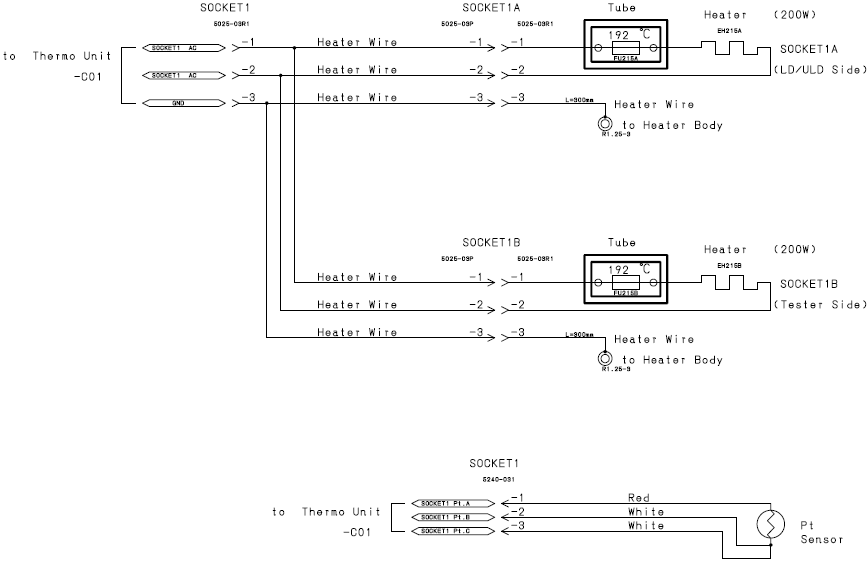 SOCKET1 SOCKET1A Tube Heater (200W)
5025-03R1 5025-03P 5025-03R1 EH215A
192 °C
FU215A
to Thermo Unit
-C01
SOCKET1 AC -1 Heater Wire -1 -1
SOCKET1 AC -2 Heater Wire -2 -2
GND -3 Heater Wire -3 -3
SOCKET1A
(LD/ULD Side)
L=300mm Heater Wire
to Heater Body
R1.25-3
SOCKET1B Tube Heater (200W)
5025-03P 5025-03R1 EH215B
192 °C
FU215B
Heater Wire -1 -1
Heater Wire -2 -2
Heater Wire -3 -3
SOCKET1B
(Tester Side)
L=300mm Heater Wire
to Heater Body
R1.25-3
SOCKET1
5240-031
to Thermo Unit
-C01
SOCKET1 Pt.A -1 Red
SOCKET1 Pt.B -2 White
SOCKET1 Pt.C -3 White
Pt
Sensor